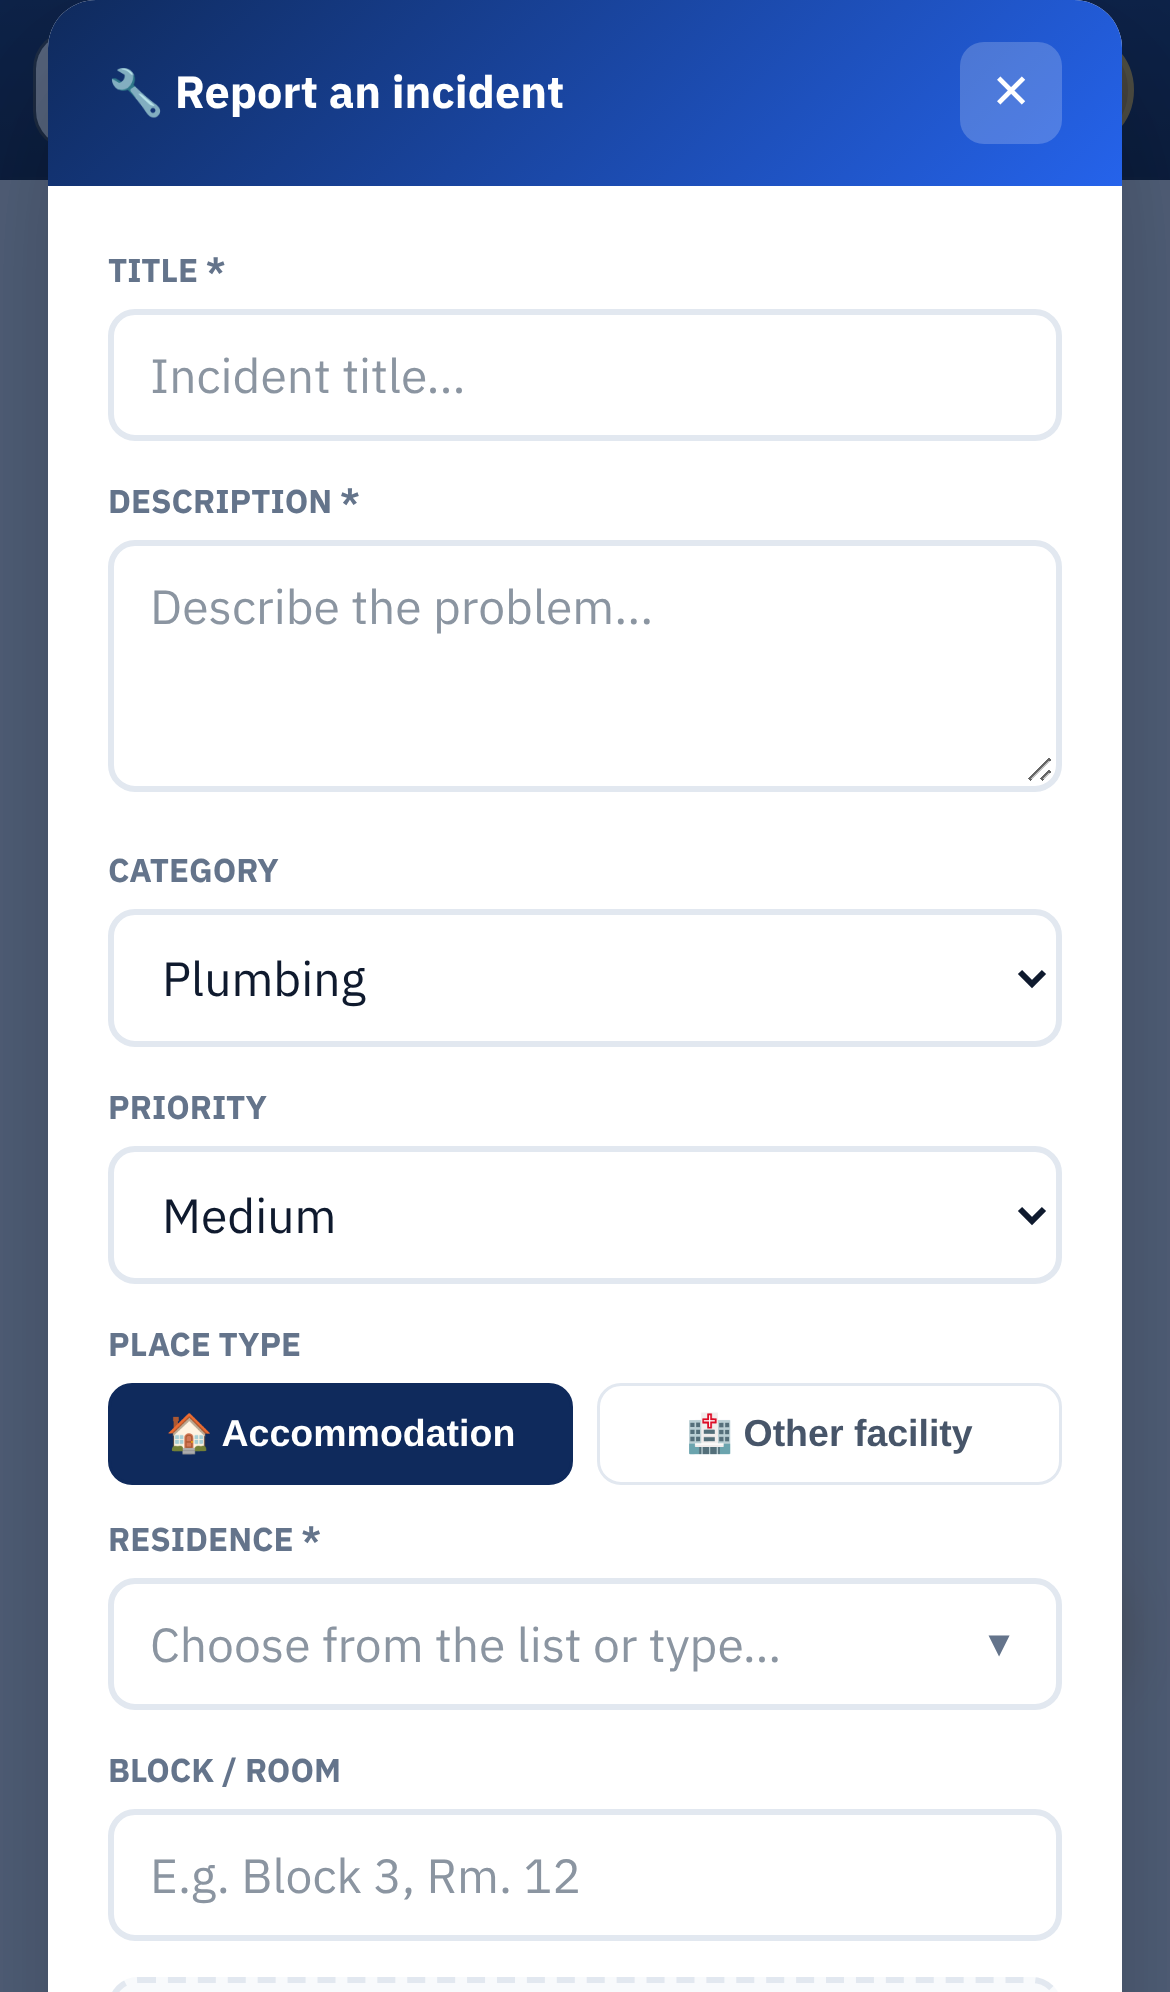 Report an incident
TITLE *
Incident title...
DESCRIPTION *
Describe the problem...
CATEGORY
Plumbing
PRIORITY
Medium
PLACE TYPE
Accommodation
Other facility
RESIDENCE *
Choose from the list or type...
BLOCK / ROOM
E.g. Block 3, Rm. 12